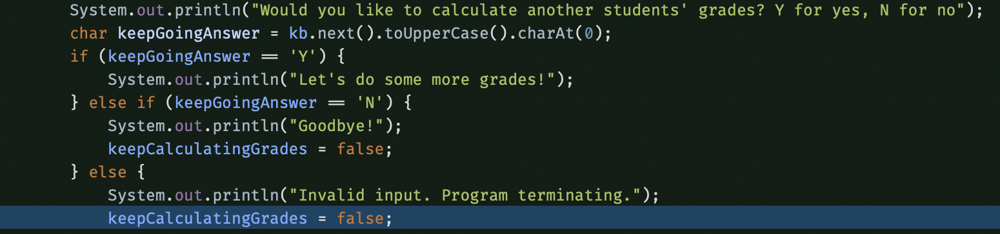 System.out.println("Would you like to calculate another students' grades? Y for yes, N for no");
char keepGoingAnswer = kb.next().toUpperCase().charAt(0);
if (keepGoingAnswer == 'Y') {
    System.out.println("Let's do some more grades!");
} else if (keepGoingAnswer == 'N') {
    System.out.println("Goodbye!");
    keepCalculatingGrades = false;
} else {
    System.out.println("Invalid input. Program terminating.");
    keepCalculatingGrades = false;